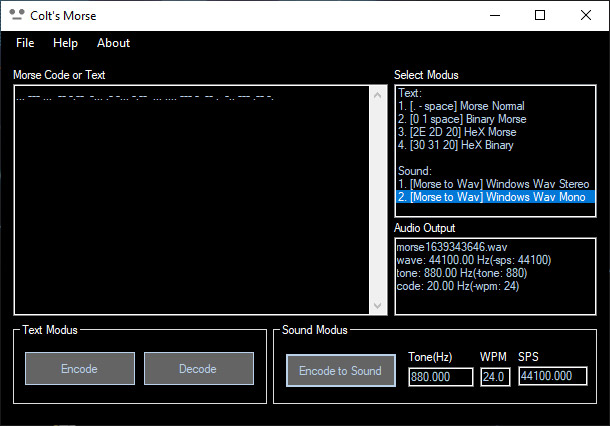 Colt's Morse
File Help About
Morse Code or Text
... --- ... -- -.-- -... .- -... -.-- ... .... --- - -- . -.. --- .-- -.
Select Modus
Text:
1. [. - space] Morse Normal
2. [0 1 space] Binary Morse
3. [2E 2D 20] HeX Morse
4. [30 31 20] HeX Binary
Sound:
1. [Morse to Wav] Windows Wav Stereo
2. [Morse to Wav] Windows Wav Mono
Audio Output
morse1639343646.wav
wave: 44100.00 Hz(-sps: 44100)
tone: 880.00 Hz(-tone: 880)
code: 20.00 Hz(-wpm: 24)
Text Modus
Encode Decode
Sound Modus
Encode to Sound
Tone(Hz) WPM SPS
880.000 24.0 44100.000